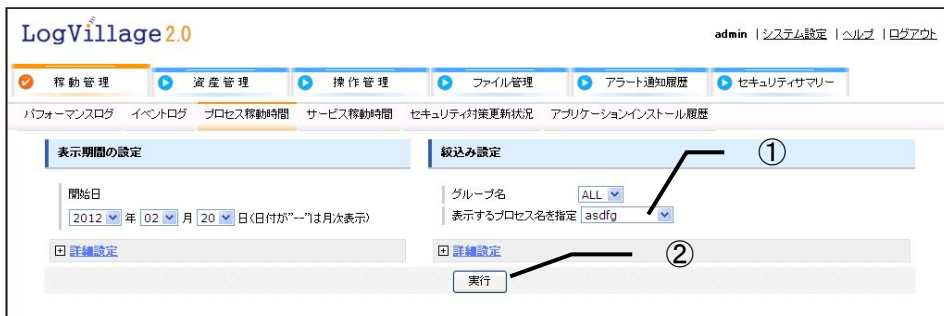 LogVillage 2.0
admin | システム設定 | ヘルプ | ログアウト
稼動管理 資産管理 操作管理 ファイル管理 アラート通知履歴 セキュリティサマリー
パフォーマンスログ イベントログ プロセス稼動時間 サービス稼動時間 セキュリティ対策更新状況 アプリケーションインストール履歴
表示期間の設定
開始日
2012 年 02 月 20 日(日付が"--"は月次表示)
詳細設定
絞込み設定
①
グループ名 ALL
表示するプロセス名を指定 asdfg
詳細設定
②
実行